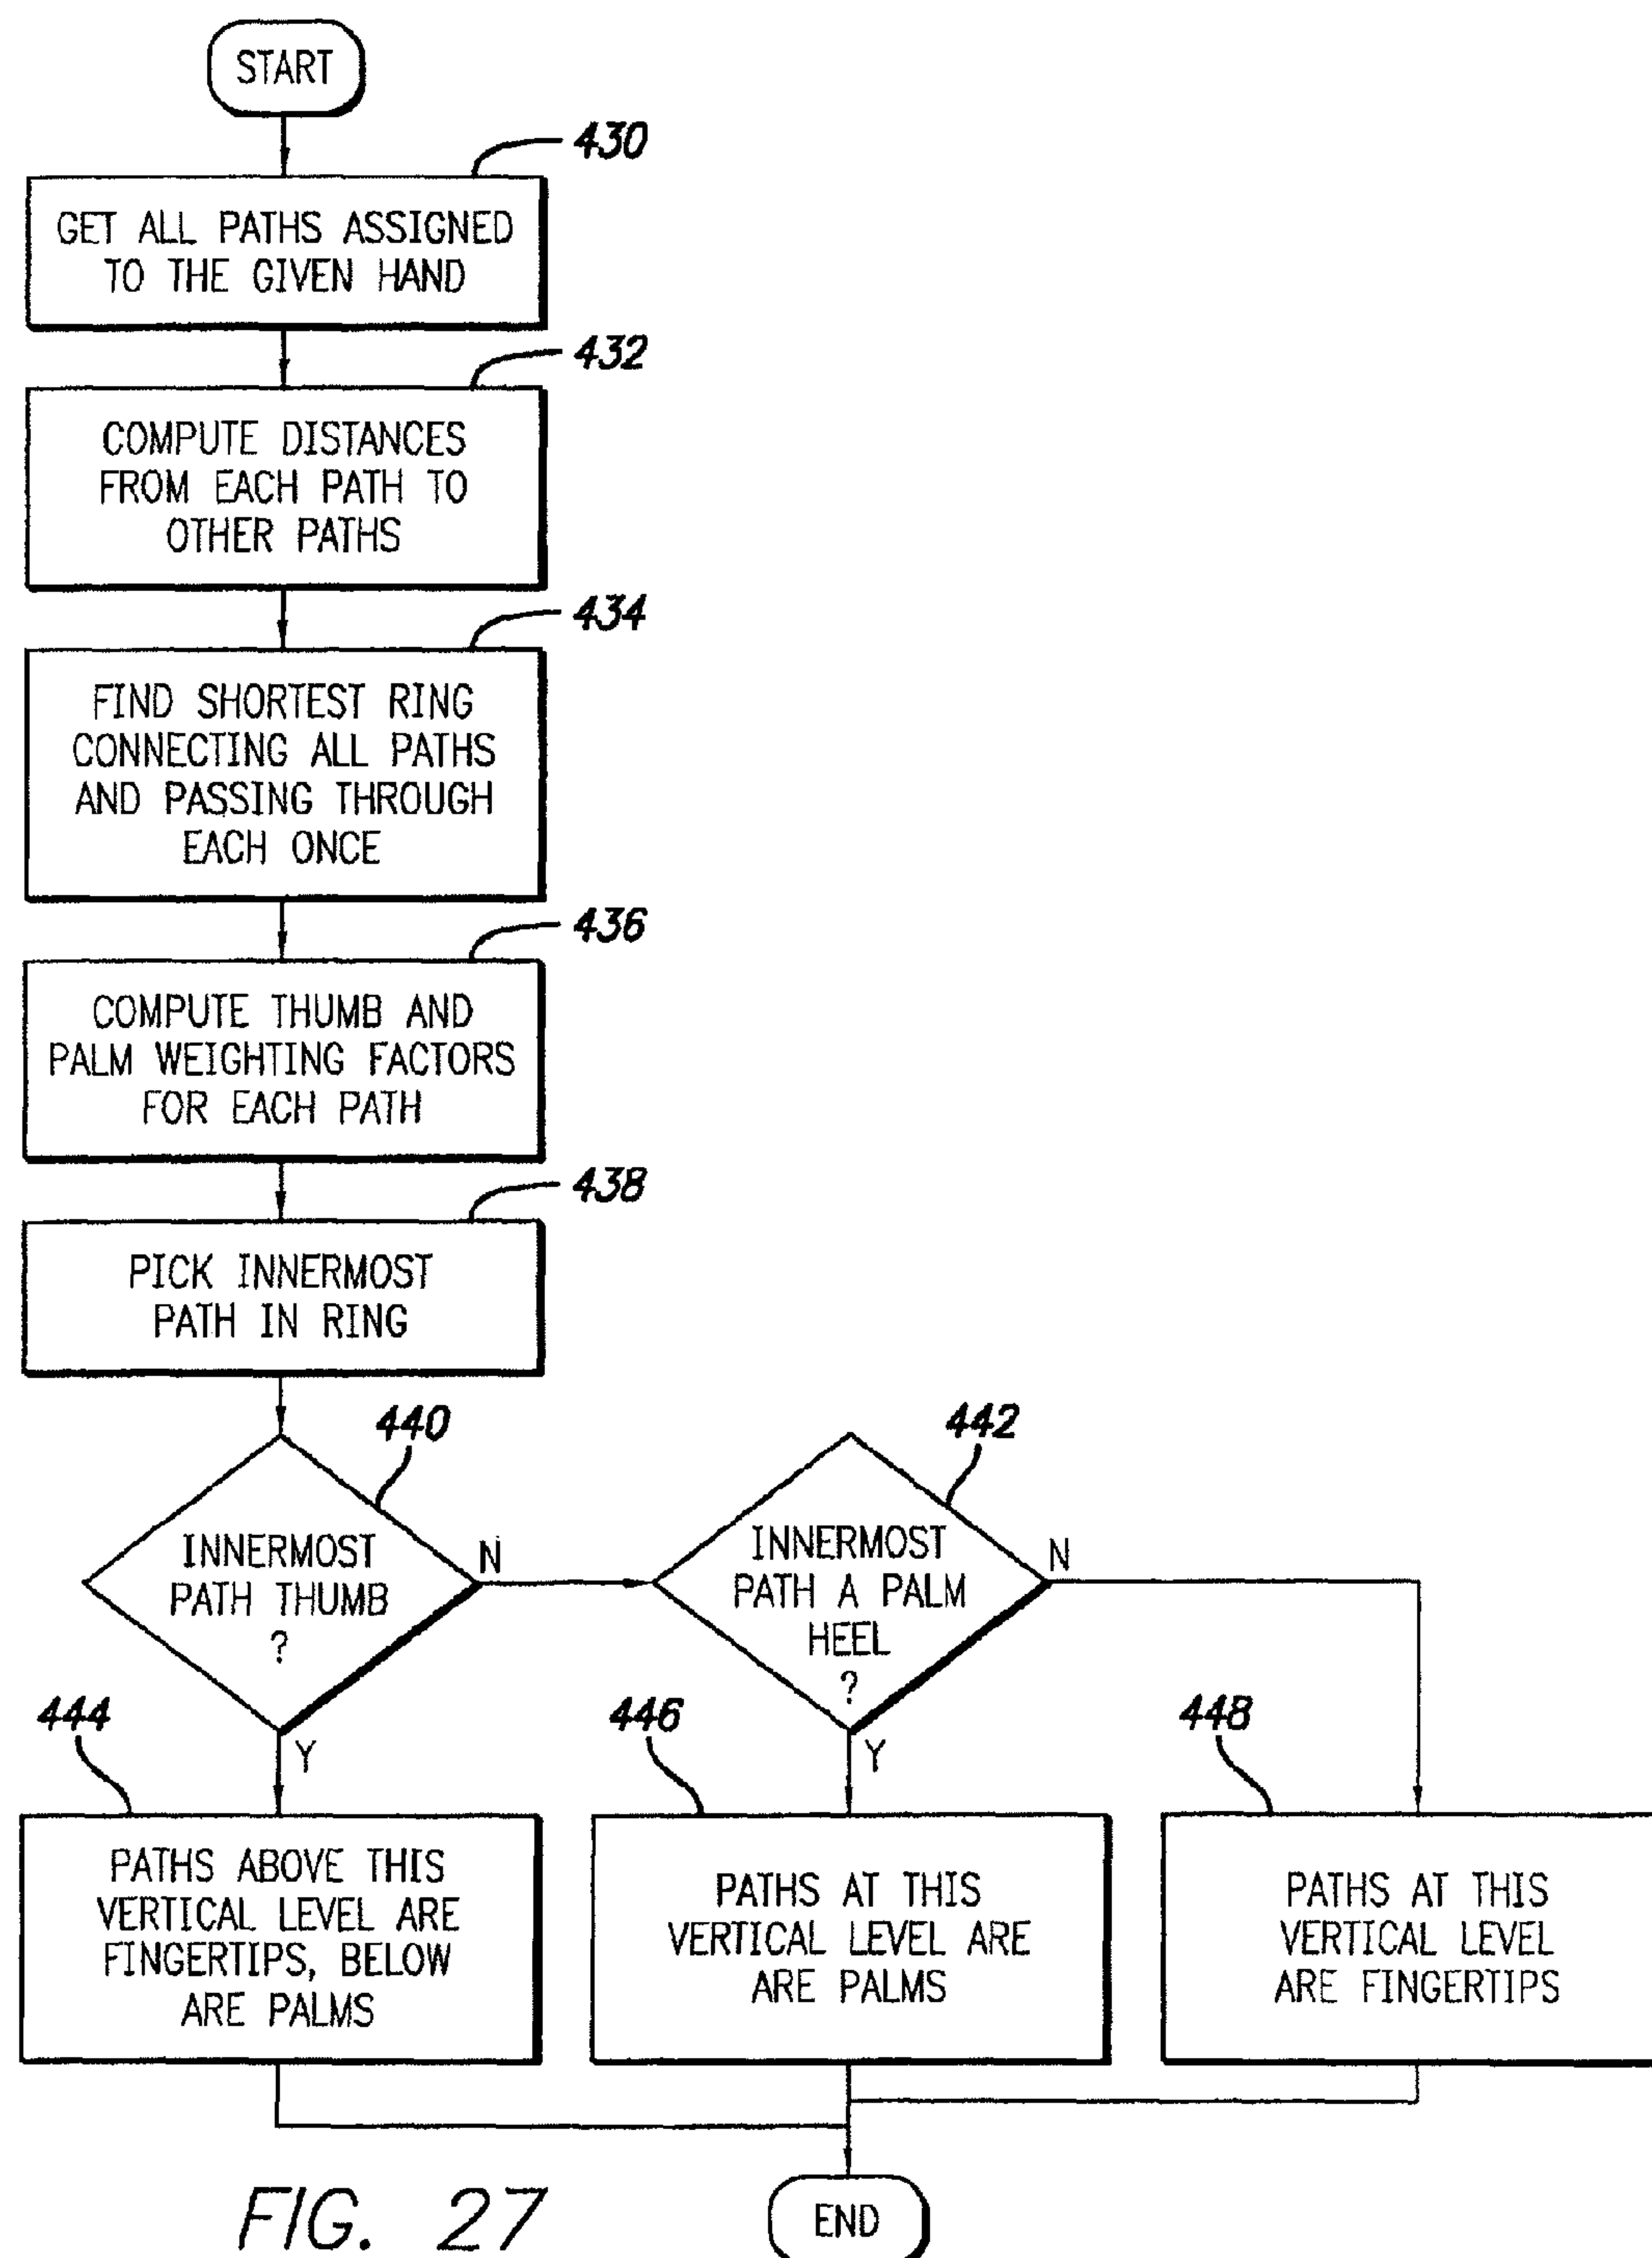 START
430
GET ALL PATHS ASSIGNED
TO THE GIVEN HAND
432
COMPUTE DISTANCES
FROM EACH PATH TO
OTHER PATHS
434
FIND SHORTEST RING
CONNECTING ALL PATHS
AND PASSING THROUGH
EACH ONCE
436
COMPUTE THUMB AND
PALM WEIGHTING FACTORS
FOR EACH PATH
438
PICK INNERMOST
PATH IN RING
440
INNERMOST
PATH THUMB
?
N
Y
442
INNERMOST
PATH A PALM
HEEL
?
N
Y
444
PATHS ABOVE THIS
VERTICAL LEVEL ARE
FINGERTIPS, BELOW
ARE PALMS
446
PATHS AT THIS
VERTICAL LEVEL ARE
ARE PALMS
448
PATHS AT THIS
VERTICAL LEVEL
ARE FINGERTIPS
END
FIG. 27